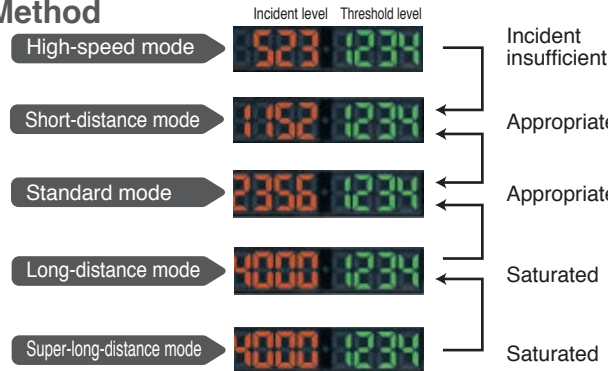 Method
Incident level Threshold level
High-speed mode 523 1234 Incident
insufficient
Short-distance mode 1152 1234 Appropriate
Standard mode 2356 1234 Appropriate
Long-distance mode 4000 1234 Saturated
Super-long-distance mode 4000 1234 Saturated